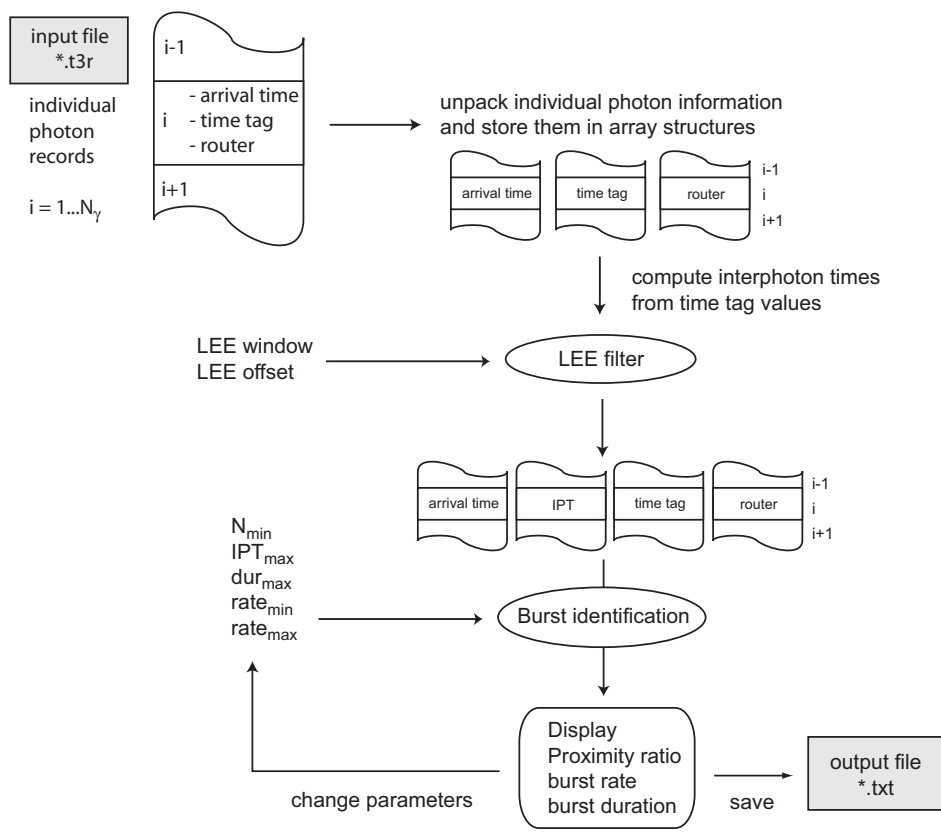 input file
*.t3r
individual
photon
records
i = 1...Nγ
i-1
i
- arrival time
- time tag
- router
i+1
unpack individual photon information
and store them in array structures
arrival time
time tag
router
i-1
i
i+1
compute interphoton times
from time tag values
LEE window
LEE offset
LEE filter
arrival time
IPT
time tag
router
i-1
i
i+1
Nmin
IPTmax
durmax
ratemin
ratemax
Burst identification
Display
Proximity ratio
burst rate
burst duration
change parameters
save
output file
*.txt